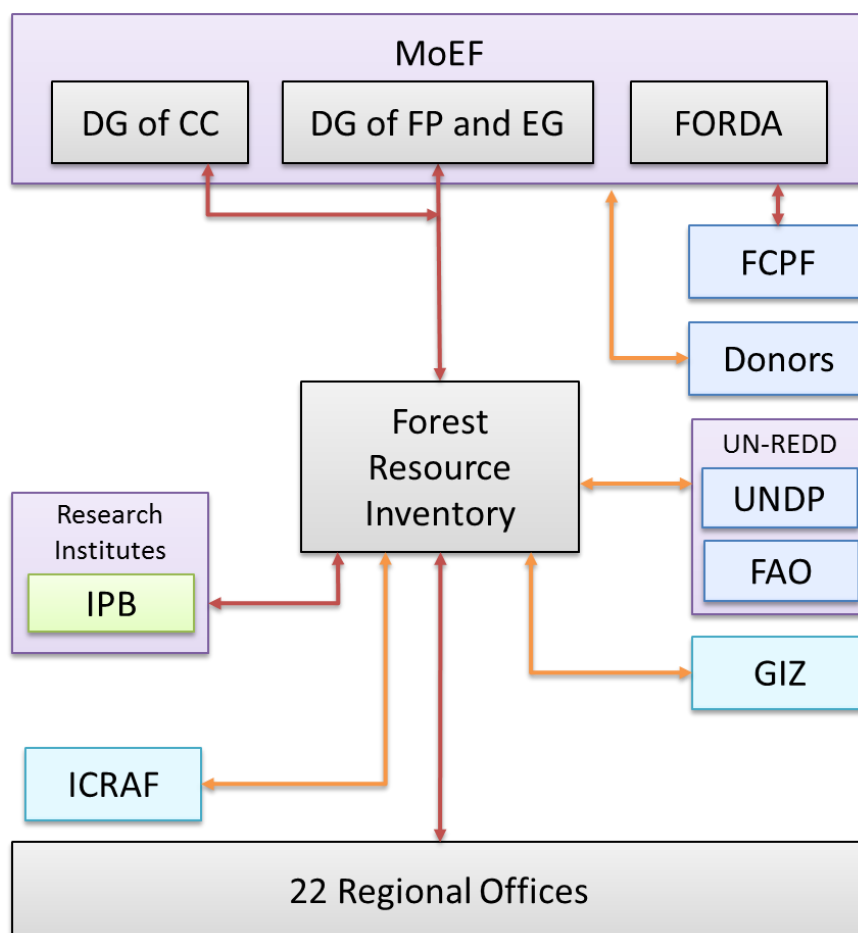 MoEF
DG of CC
DG of FP and EG
FORDA
FCPF
Donors
Forest
Resource
Inventory
UN-REDD
UNDP
FAO
Research
Institutes
IPB
GIZ
ICRAF
22 Regional Offices